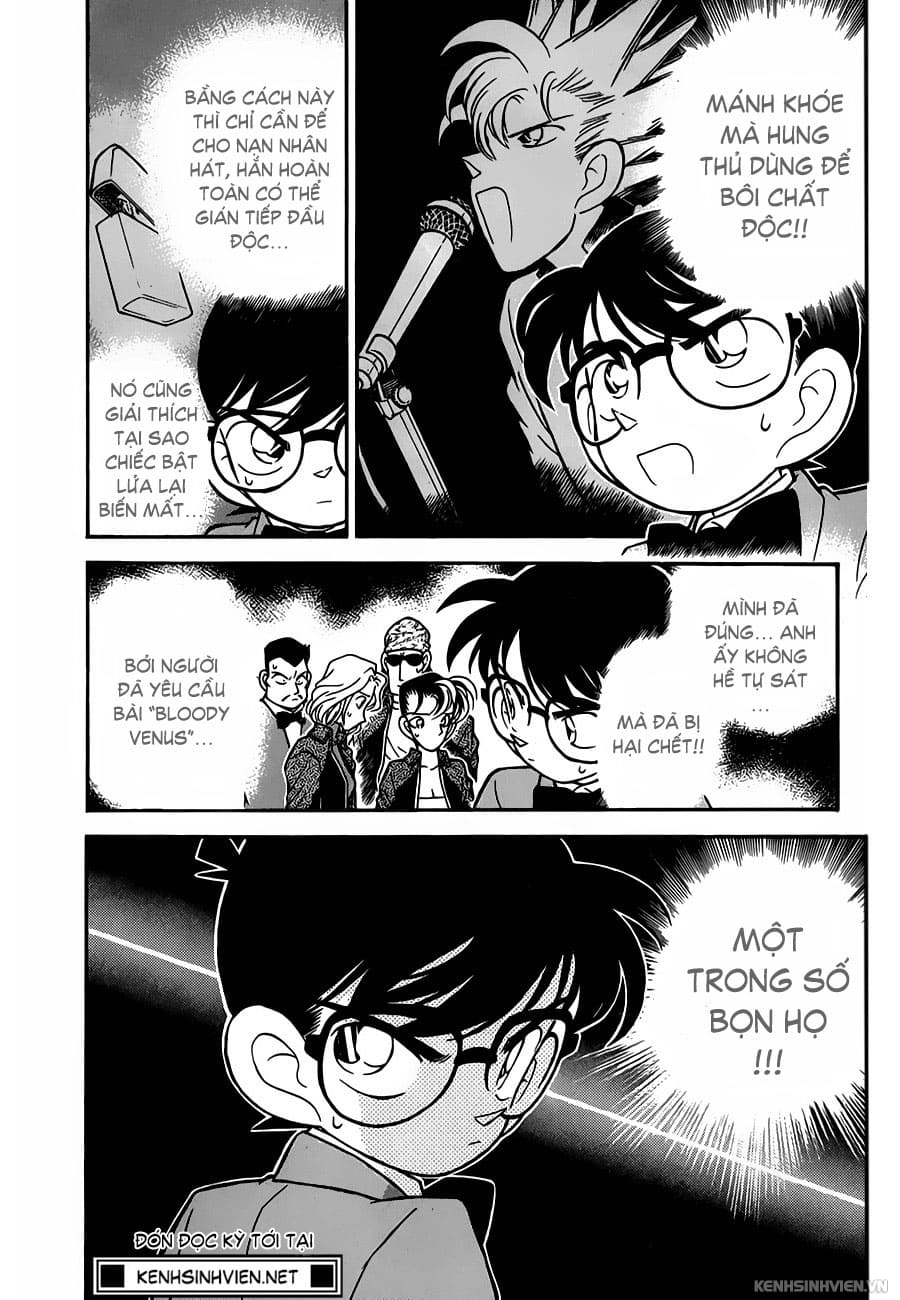 MÁNH KHÓE
MÀ HUNG
THỦ DÙNG ĐỂ
BÔI CHẤT
ĐỘC!!
BẰNG CÁCH NÀY
THÌ CHỈ CẦN ĐỂ
CHO NẠN NHÂN
HÁT, HẮN HOÀN
TOÀN CÓ THỂ
GIÁN TIẾP ĐẦU
ĐỘC...
NÓ CŨNG
GIẢI THÍCH
TẠI SAO
CHIẾC BẬT
LỬA LẠI
BIẾN MẤT...
MÌNH ĐÃ
ĐÚNG... ANH
ẤY KHÔNG
HỀ TỰ SÁT
...
MÀ ĐÃ BỊ
HẠI CHẾT!!
BỞI NGƯỜI
ĐÃ YÊU CẦU
BÀI "BLOODY
VENUS"...
MỘT
TRONG SỐ
BỌN HỌ
!!!
ĐÓN ĐỌC KỲ TỚI TẠI
KENHSINHVIEN.NET
KENHSINHVIEN.VN